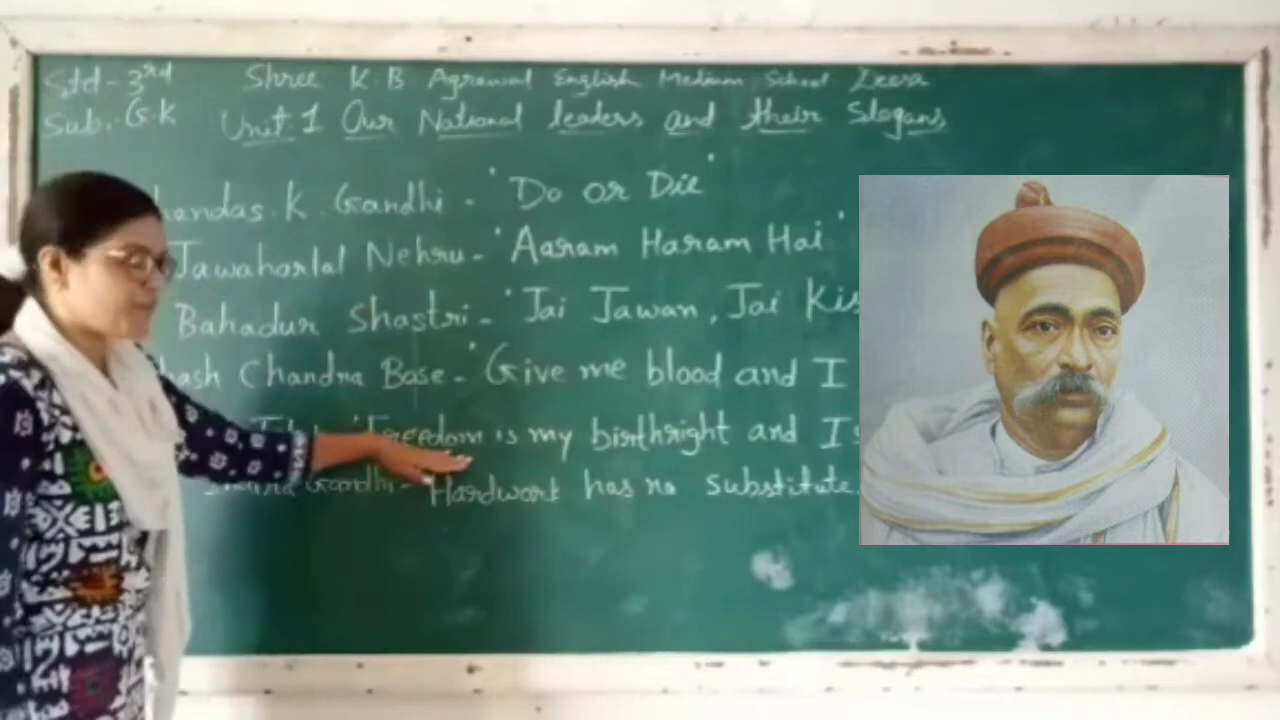 Std - 3rd Shree K B Agrawal English Medium School Zeera
Sub. G.K Unit 1 Our National leaders and their Slogans
handas. K. Gandhi - 'Do or Die'
Jawaharlal Nehru - 'Aaram Haram Hai'
Bahadur Shastri - 'Jai Jawan, Jai Kis
hash Chandra Bose - 'Give me blood and I
'Freedom is my birthright and I
Gandhi - Hardwork has no substitute.